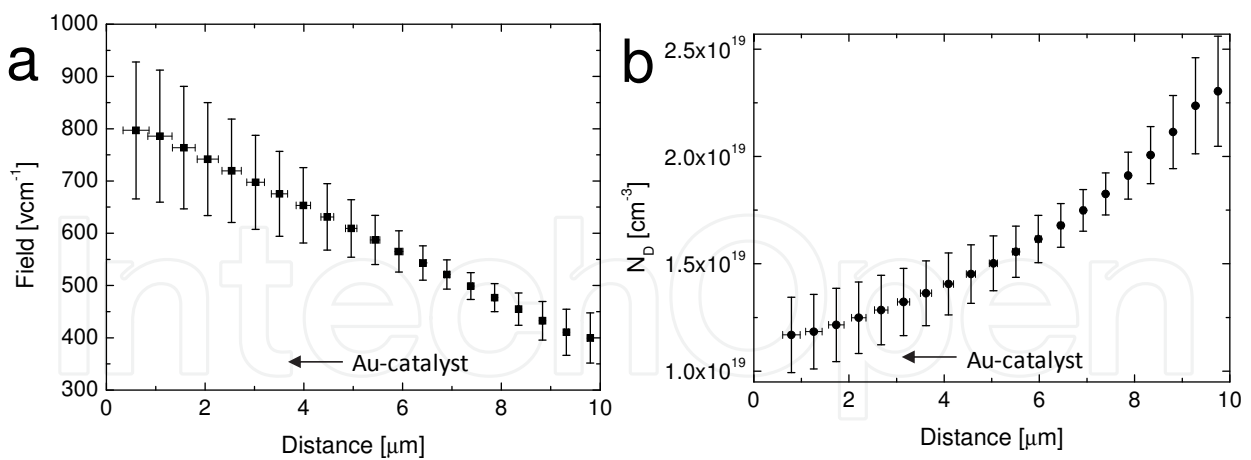 a
1000
900
800
700
600
500
400
300
Field [vcm⁻¹]
0 2 4 6 8 10
Distance [μm]
Au-catalyst
b
2.5x10¹⁹
2.0x10¹⁹
1.5x10¹⁹
1.0x10¹⁹
N_D [cm⁻³]
0 2 4 6 8 10
Distance [μm]
Au-catalyst
IntechOpen